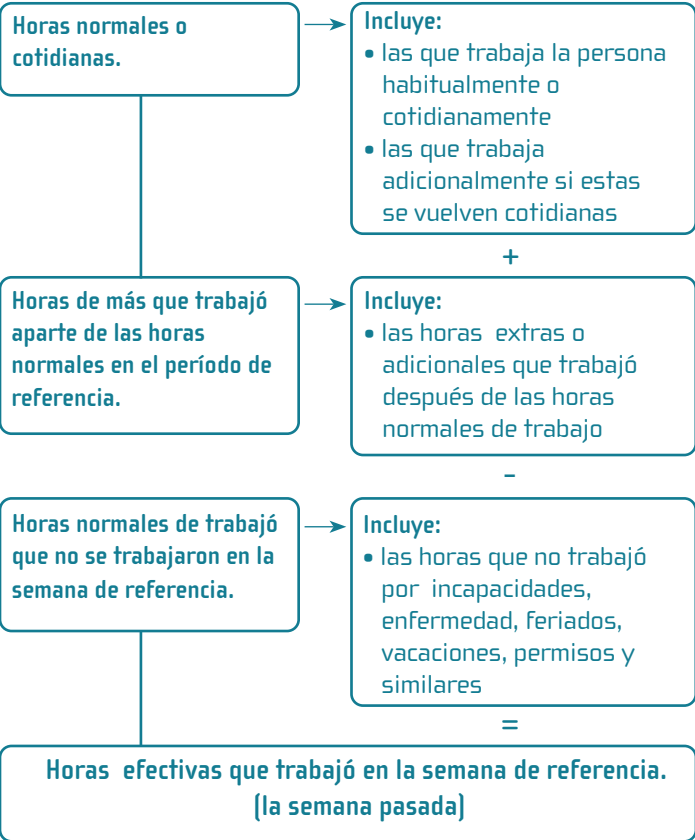 Horas normales o
cotidianas.
Incluye:
• las que trabaja la persona
habitualmente o
cotidianamente
• las que trabaja
adicionalmente si estas
se vuelven cotidianas
+
Horas de más que trabajó
aparte de las horas
normales en el período de
referencia.
Incluye:
• las horas extras o
adicionales que trabajó
después de las horas
normales de trabajo
-
Horas normales de trabajó
que no se trabajaron en la
semana de referencia.
Incluye:
• las horas que no trabajó
por incapacidades,
enfermedad, feriados,
vacaciones, permisos y
similares
=
Horas efectivas que trabajó en la semana de referencia.
(la semana pasada)